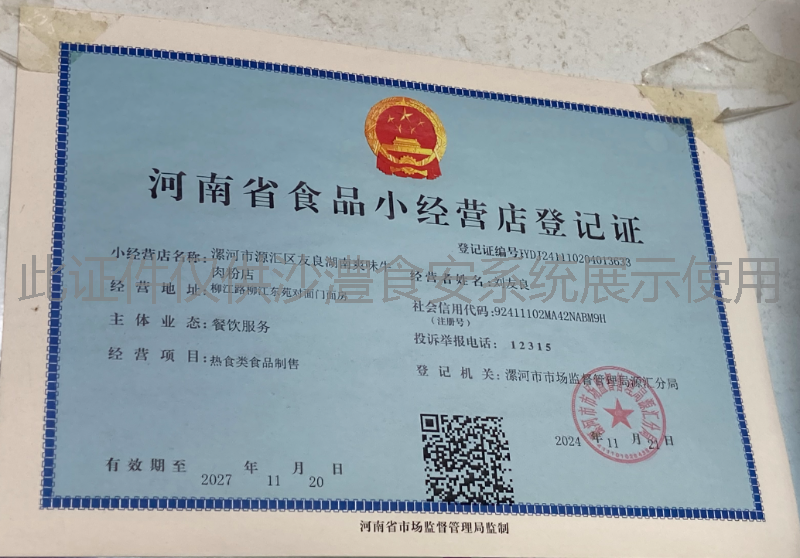 河南省食品小经营店登记证
登记证编号:YDJ241110204013633
小经营店名称: 漯河市源汇区友良湖南爽味牛
肉粉店
经营者姓名: 刘友良
此证件仅供沙澧食安系统展示使用
经营地址: 柳江路柳江东苑对面门面房
社会信用代码:92411102MA42NABM9H
(注册号)
主体业态: 餐饮服务
投诉举报电话: 12315
经营项目: 热食类食品制售
登记机关: 漯河市市场监督管理局源汇分局
2024 年 11 月 21 日
有效期至 2027 年 11 月 20 日
河南省市场监督管理局监制